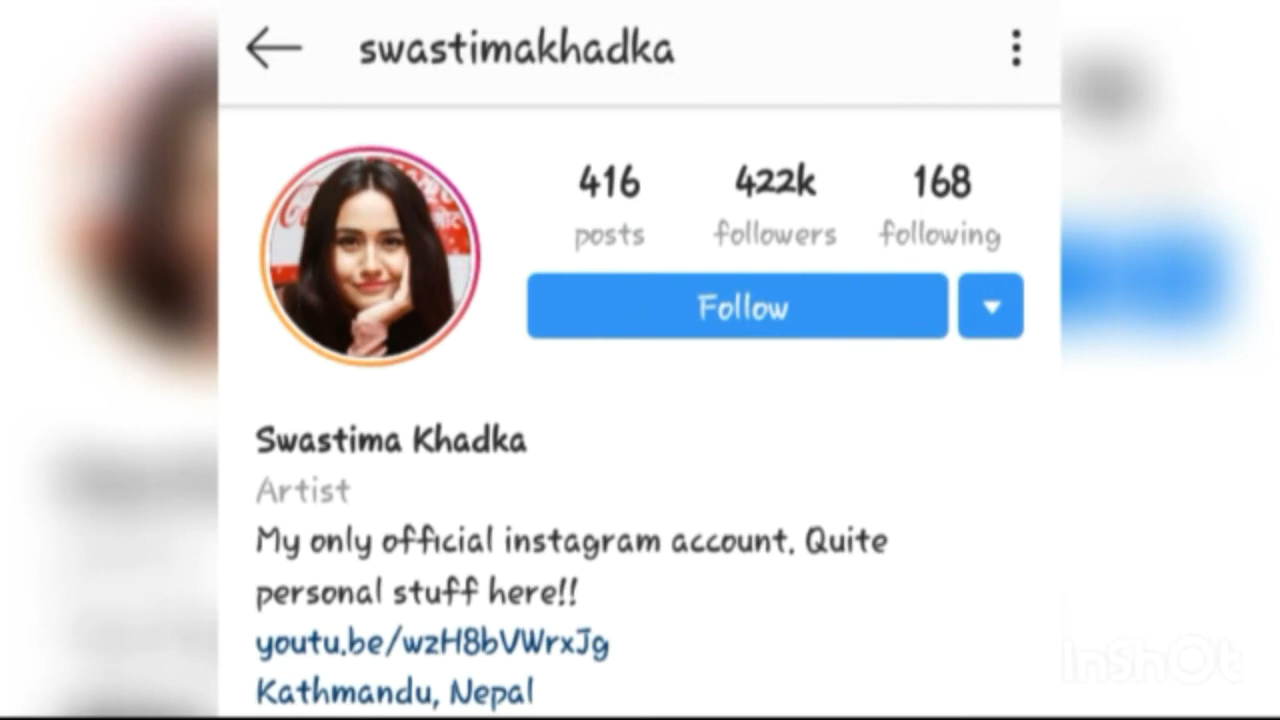 swastimakhadka
416 422k 168
posts followers following
Follow
Swastima Khadka
Artist
My only official instagram account. Quite
personal stuff here!!
youtu.be/wzH8bVWrxJg
Kathmandu, Nepal
InShOt